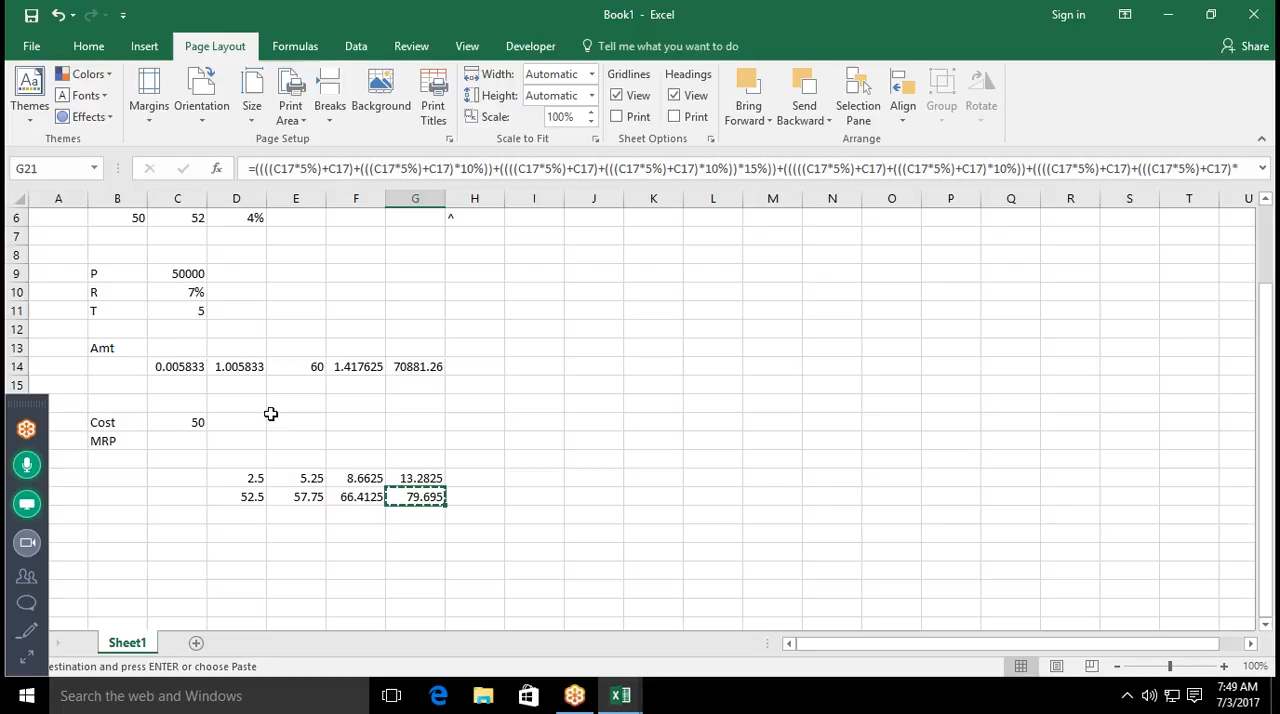 Book1 - Excel
Sign in
File Home Insert Page Layout Formulas Data Review View Developer Tell me what you want to do
Share
Themes
Colors
Fonts
Effects
Margins Orientation Size Print Area Breaks Background Print Titles
Width: Automatic
Height: Automatic
Scale: 100%
Gridlines
View
Print
Headings
View
Print
Bring Forward Send Backward Selection Pane Align Group Rotate
Themes Page Setup Scale to Fit Sheet Options Arrange
G21
fx
=((((C17*5%)+C17)+(((C17*5%)+C17)*10%))+((((C17*5%)+C17)+(((C17*5%)+C17)*10%))*15%))+(((((C17*5%)+C17)+(((C17*5%)+C17)*10%))+((((C17*5%)+C17)+(((C17*5%)+C17)*
A B C D E F G H I J K L M N O P Q R S T U
6 50 52 4% ^
7
8
9 P 50000
10 R 7%
11 T 5
12
13 Amt
14 0.005833 1.005833 60 1.417625 70881.26
15
Cost 50
MRP
2.5 5.25 8.6625 13.2825
52.5 57.75 66.4125 79.695
Sheet1
estination and press ENTER or choose Paste
100%
Search the web and Windows
7:49 AM
7/3/2017